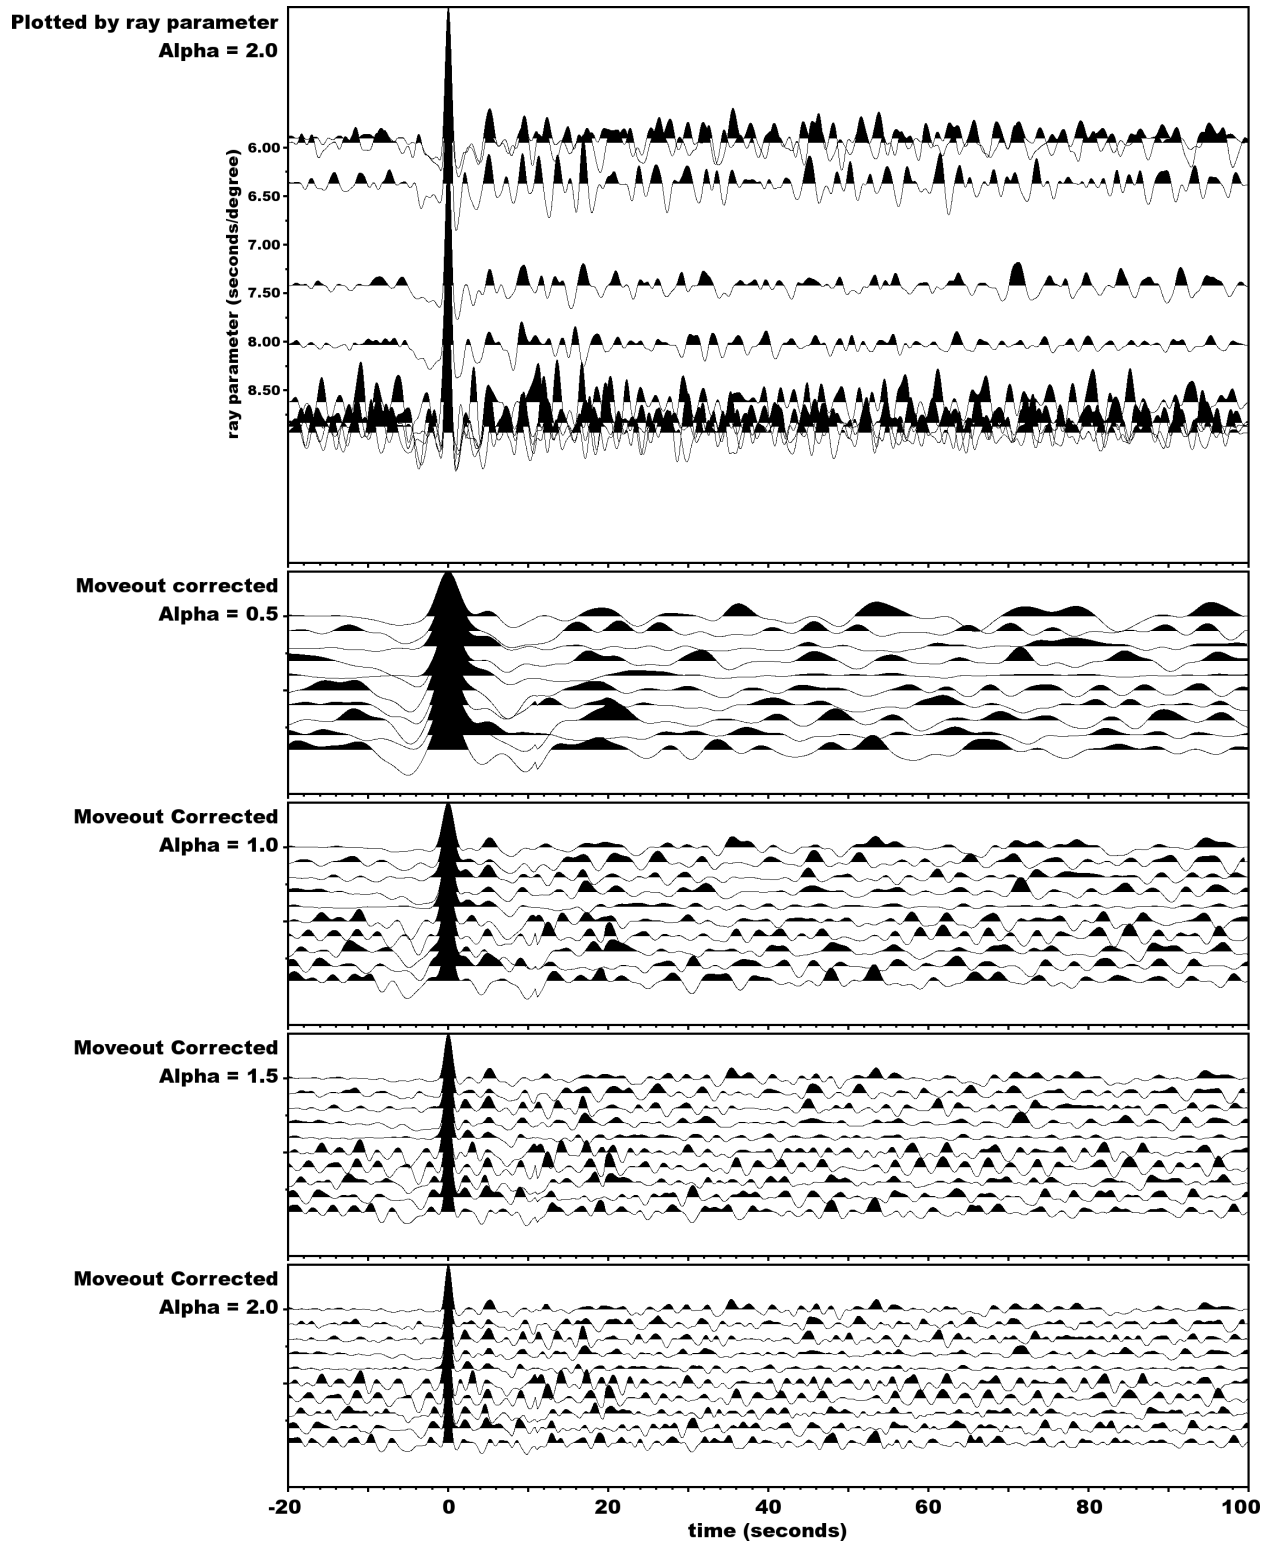 Plotted by ray parameter
Alpha = 2.0
ray parameter (seconds/degree)
6.00
6.50
7.00
7.50
8.00
8.50
Moveout corrected
Alpha = 0.5
Moveout Corrected
Alpha = 1.0
Moveout Corrected
Alpha = 1.5
Moveout Corrected
Alpha = 2.0
-20 0 20 40 60 80 100
time (seconds)